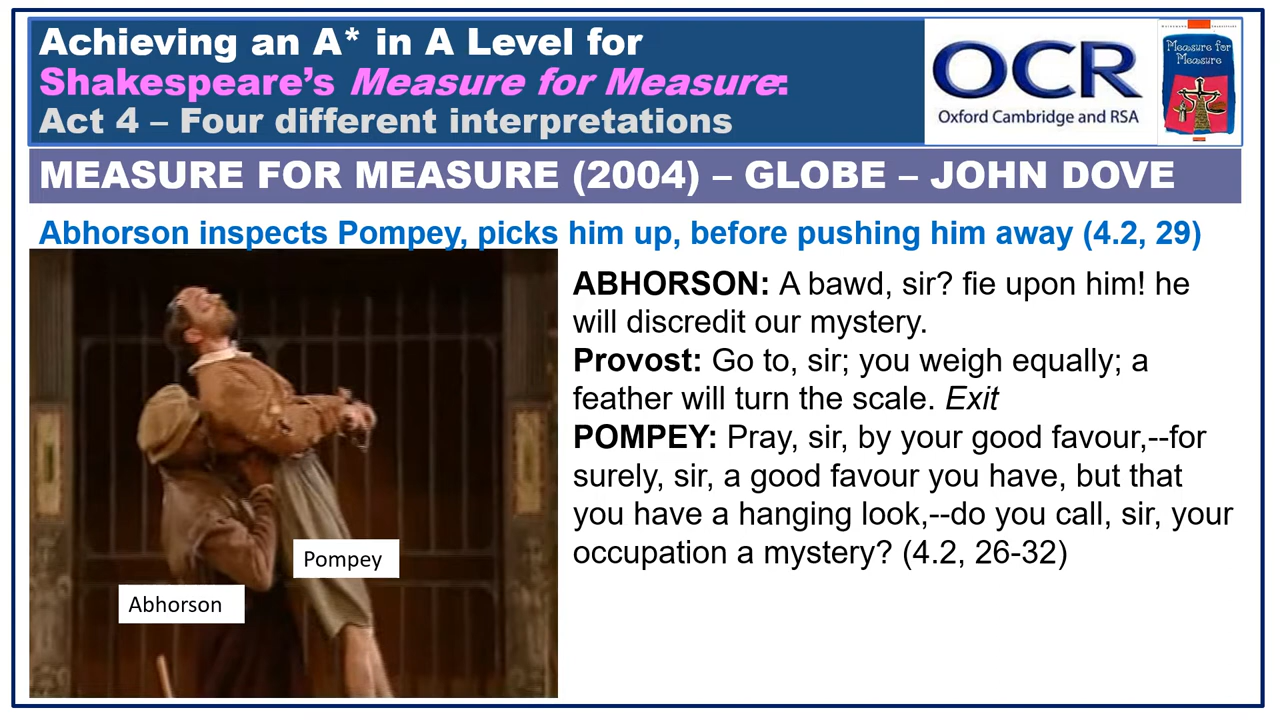 Achieving an A* in A Level for
Shakespeare's Measure for Measure:
Act 4 – Four different interpretations
OCR
Oxford Cambridge and RSA
Measure for
Measure
MEASURE FOR MEASURE (2004) – GLOBE – JOHN DOVE
Abhorson inspects Pompey, picks him up, before pushing him away (4.2, 29)
ABHORSON: A bawd, sir? fie upon him! he
will discredit our mystery.
Provost: Go to, sir; you weigh equally; a
feather will turn the scale. Exit
POMPEY: Pray, sir, by your good favour,--for
surely, sir, a good favour you have, but that
you have a hanging look,--do you call, sir, your
occupation a mystery? (4.2, 26-32)
Pompey
Abhorson